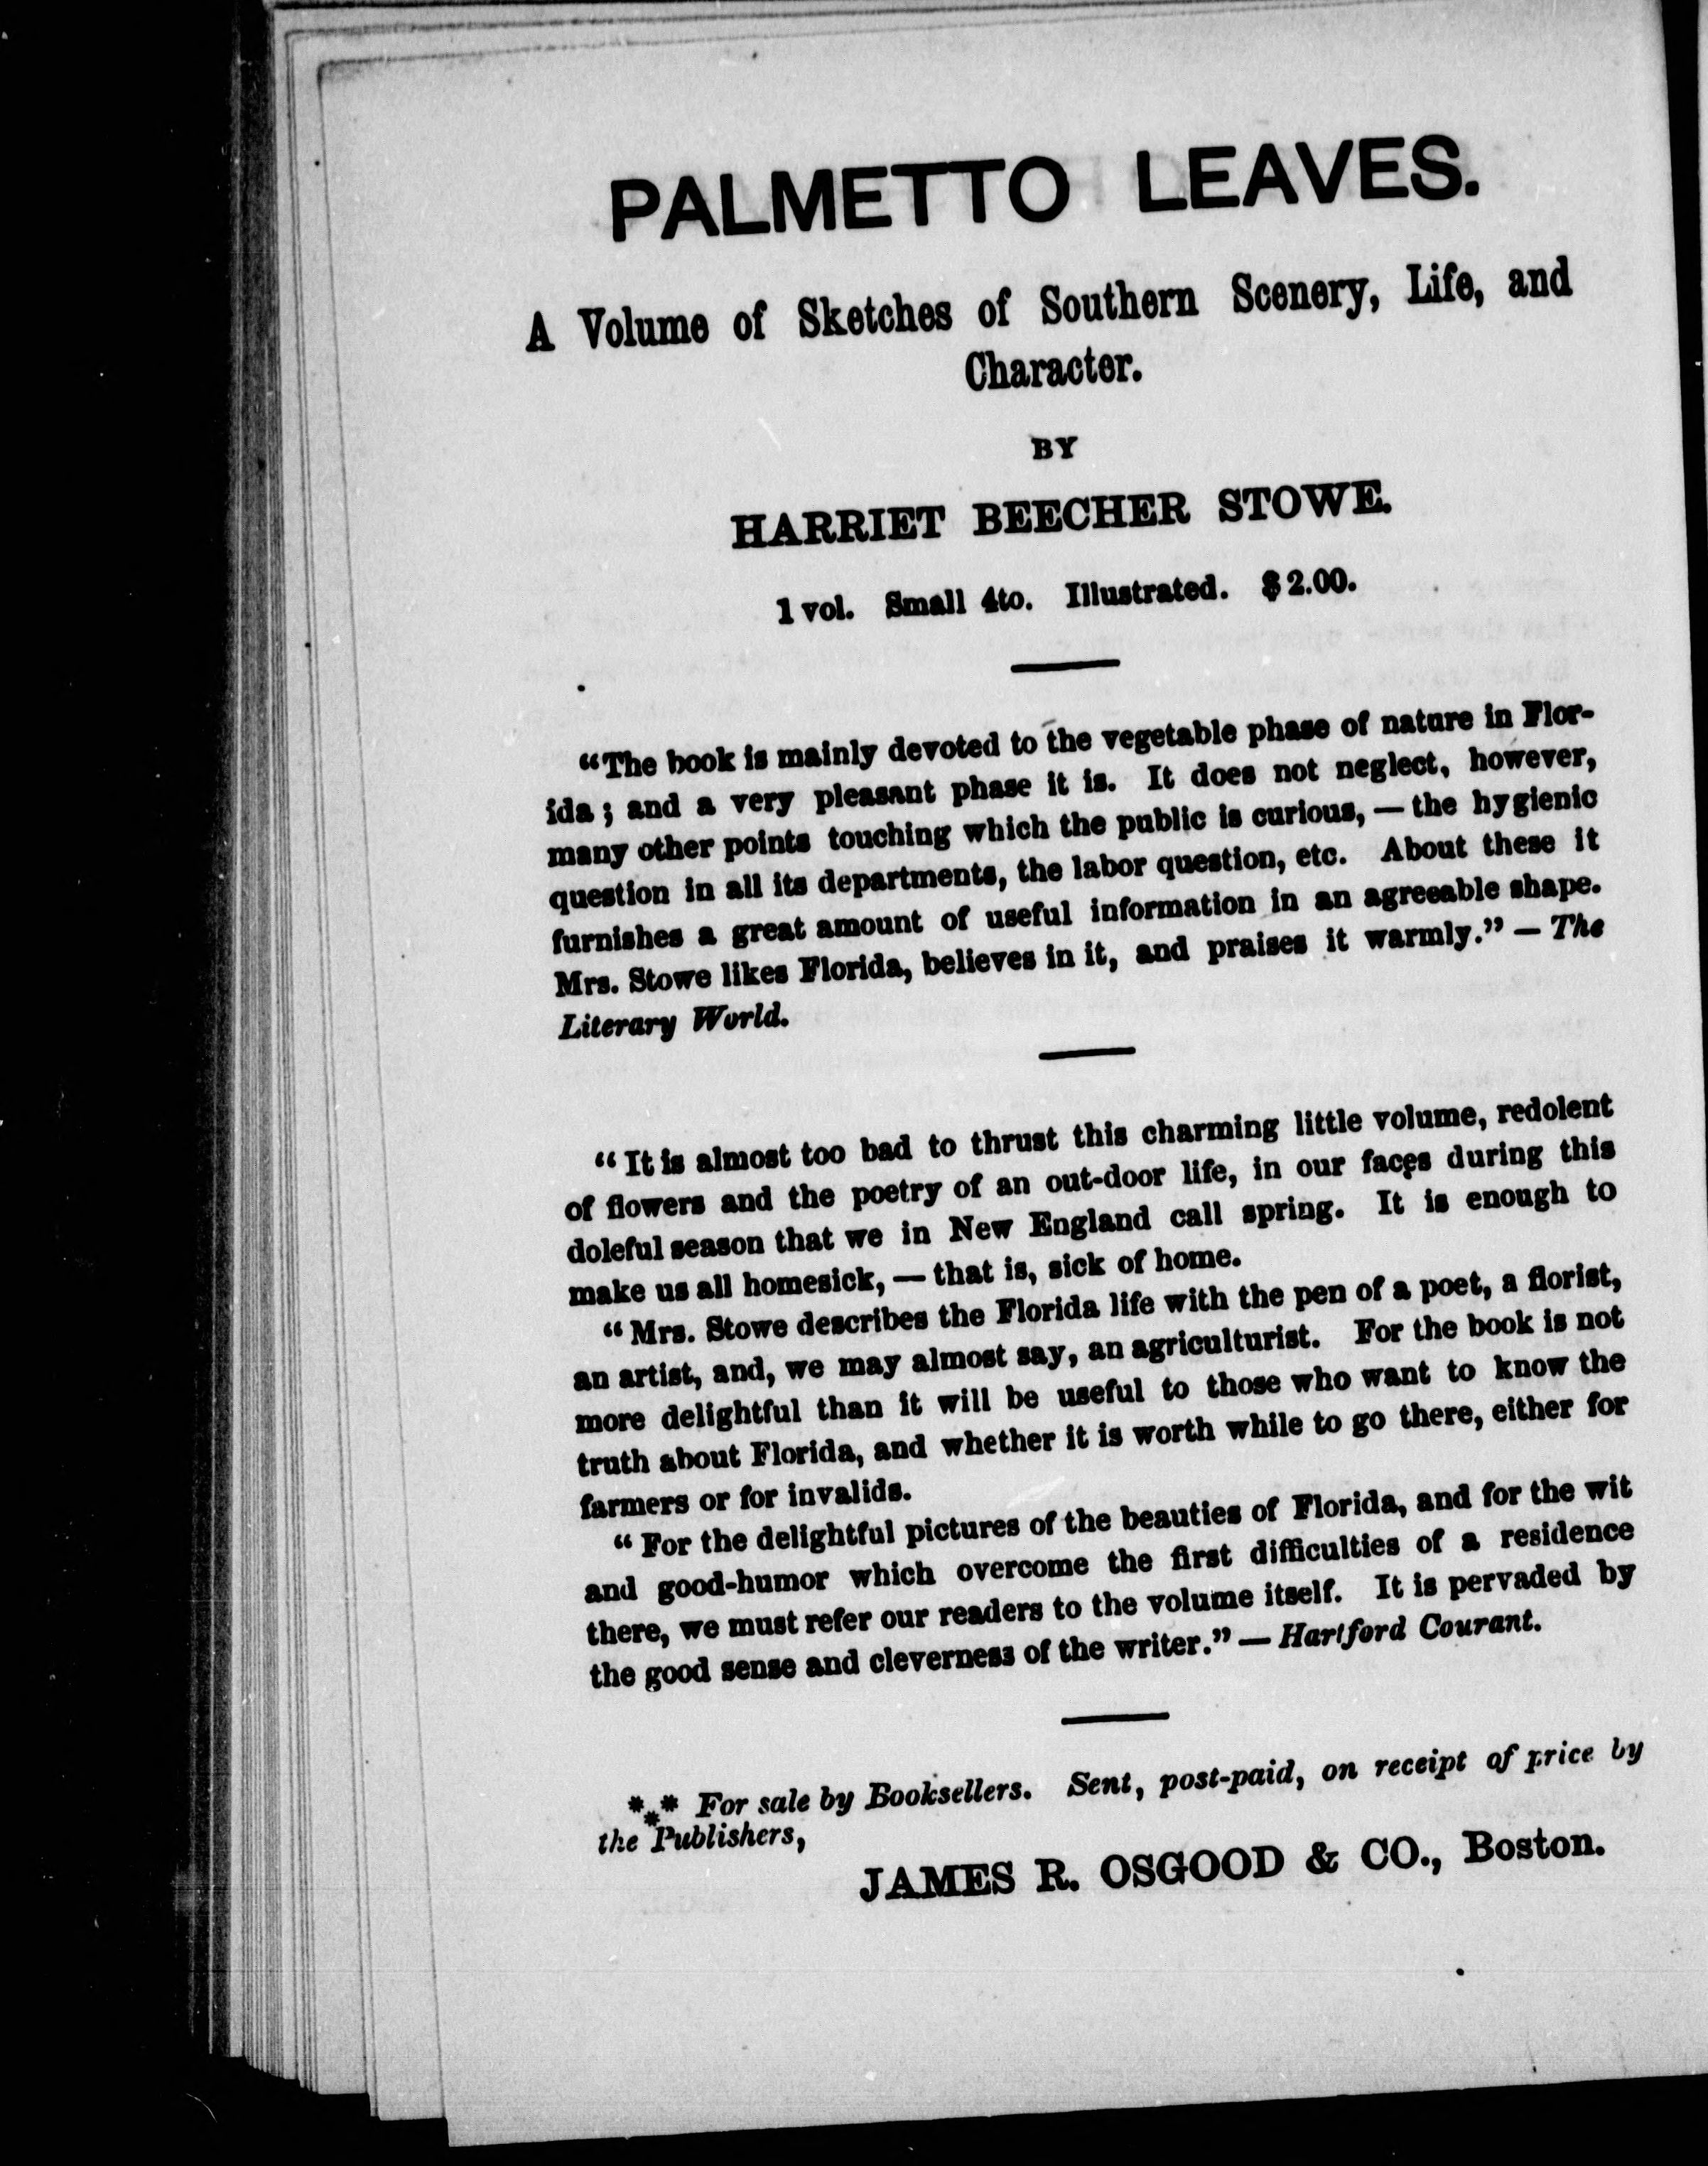 PALMETTO LEAVES.
A Volume of Sketches of Southern Scenery, Life, and
Character.
BY
HARRIET BEECHER STOWE.
1 vol. Small 4to. Illustrated. $2.00.
“The book is mainly devoted to the vegetable phase of nature in Flor-
ida; and a very pleasant phase it is. It does not neglect, however,
many other points touching which the public is curious, — the hygienic
question in all its departments, the labor question, etc. About these it
furnishes a great amount of useful information in an agreeable shape.
Mrs. Stowe likes Florida, believes in it, and praises it warmly.” — The
Literary World.
“It is almost too bad to thrust this charming little volume, redolent
of flowers and the poetry of an out-door life, in our faces during this
doleful season that we in New England call spring. It is enough to
make us all homesick, — that is, sick of home.
“Mrs. Stowe describes the Florida life with the pen of a poet, a florist,
an artist, and, we may almost say, an agriculturist. For the book is not
more delightful than it will be useful to those who want to know the
truth about Florida, and whether it is worth while to go there, either for
farmers or for invalids.
“For the delightful pictures of the beauties of Florida, and for the wit
and good-humor which overcome the first difficulties of a residence
there, we must refer our readers to the volume itself. It is pervaded by
the good sense and cleverness of the writer.” — Hartford Courant.
*** For sale by Booksellers. Sent, post-paid, on receipt of price by
the Publishers,
JAMES R. OSGOOD & CO., Boston.